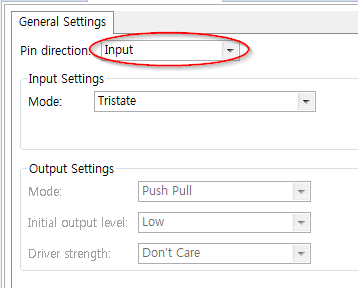 General Settings
Pin direction: Input
Input Settings
Mode: Tristate
Output Settings
Mode: Push Pull
Initial output level: Low
Driver strength: Don't Care